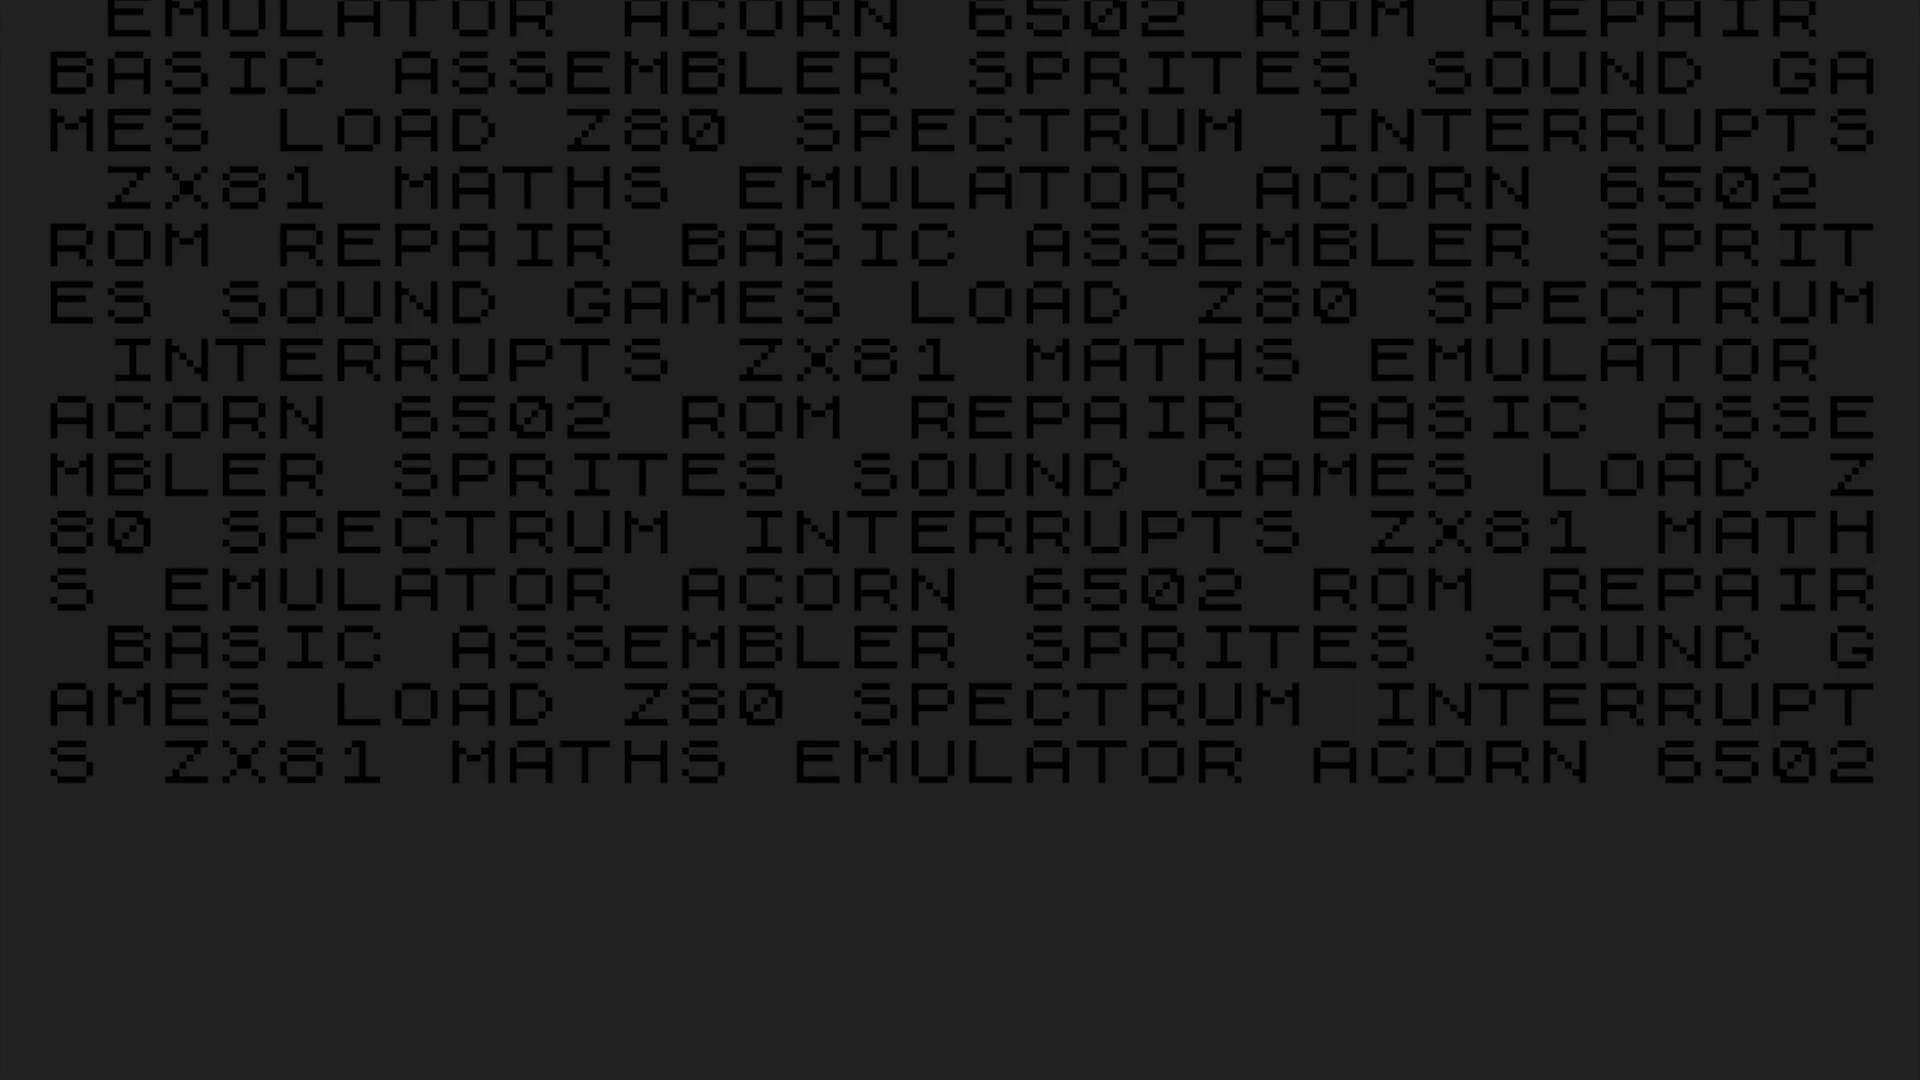 EMULATOR ACORN 6502 ROM REPAIR
BASIC ASSEMBLER SPRITES SOUND GA
MES LOAD Z80 SPECTRUM INTERRUPTS
ZX81 MATHS EMULATOR ACORN 6502
ROM REPAIR BASIC ASSEMBLER SPRIT
ES SOUND GAMES LOAD Z80 SPECTRUM
INTERRUPTS ZX81 MATHS EMULATOR
ACORN 6502 ROM REPAIR BASIC ASSE
MBLER SPRITES SOUND GAMES LOAD Z
80 SPECTRUM INTERRUPTS ZX81 MATH
S EMULATOR ACORN 6502 ROM REPAIR
BASIC ASSEMBLER SPRITES SOUND G
AMES LOAD Z80 SPECTRUM INTERRUPT
S ZX81 MATHS EMULATOR ACORN 6502